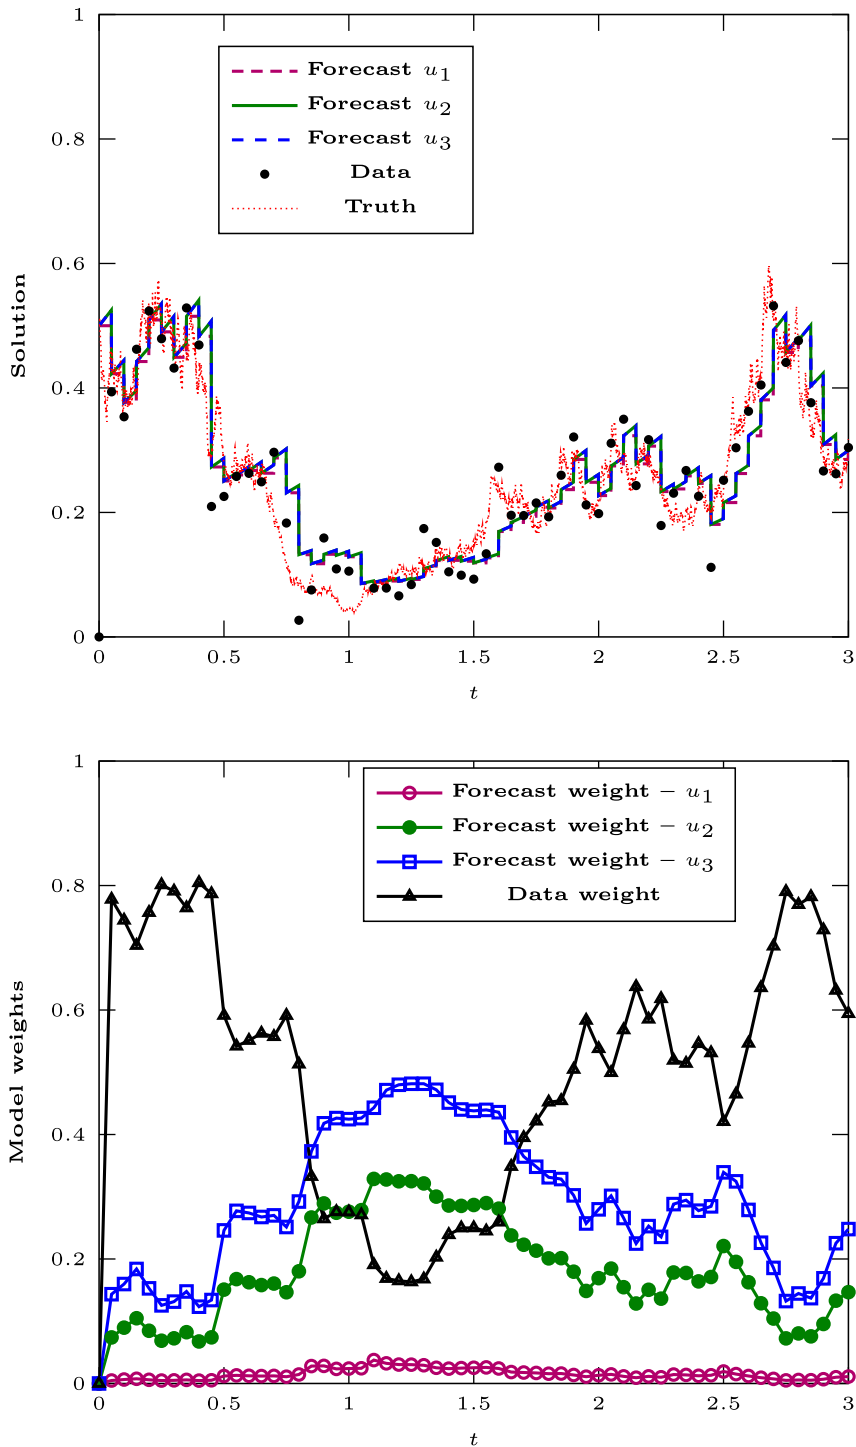 1
0.8
0.6
0.4
0.2
0
Solution
Forecast u1
Forecast u2
Forecast u3
Data
Truth
0 0.5 1 1.5 2 2.5 3
t
1
0.8
0.6
0.4
0.2
0
Model weights
Forecast weight – u1
Forecast weight – u2
Forecast weight – u3
Data weight
0 0.5 1 1.5 2 2.5 3
t